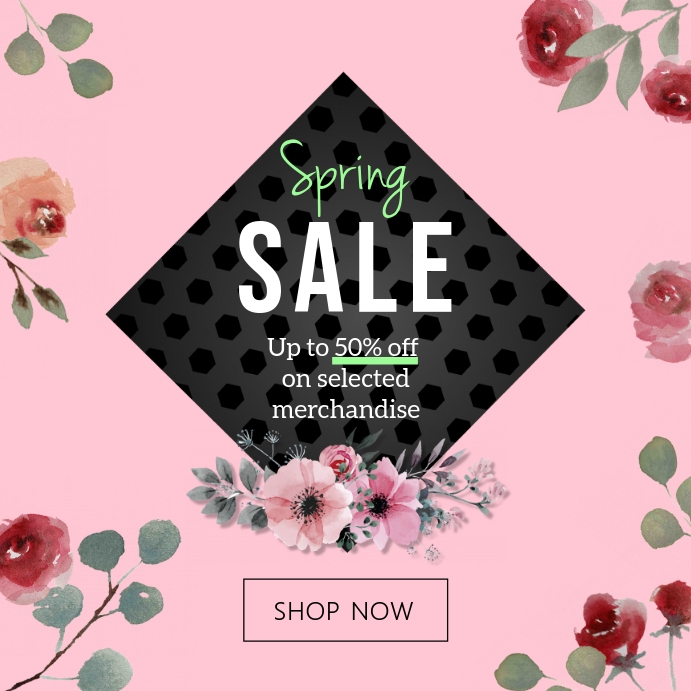 Spring
SALE
Up to 50% off
on selected
merchandise
SHOP NOW